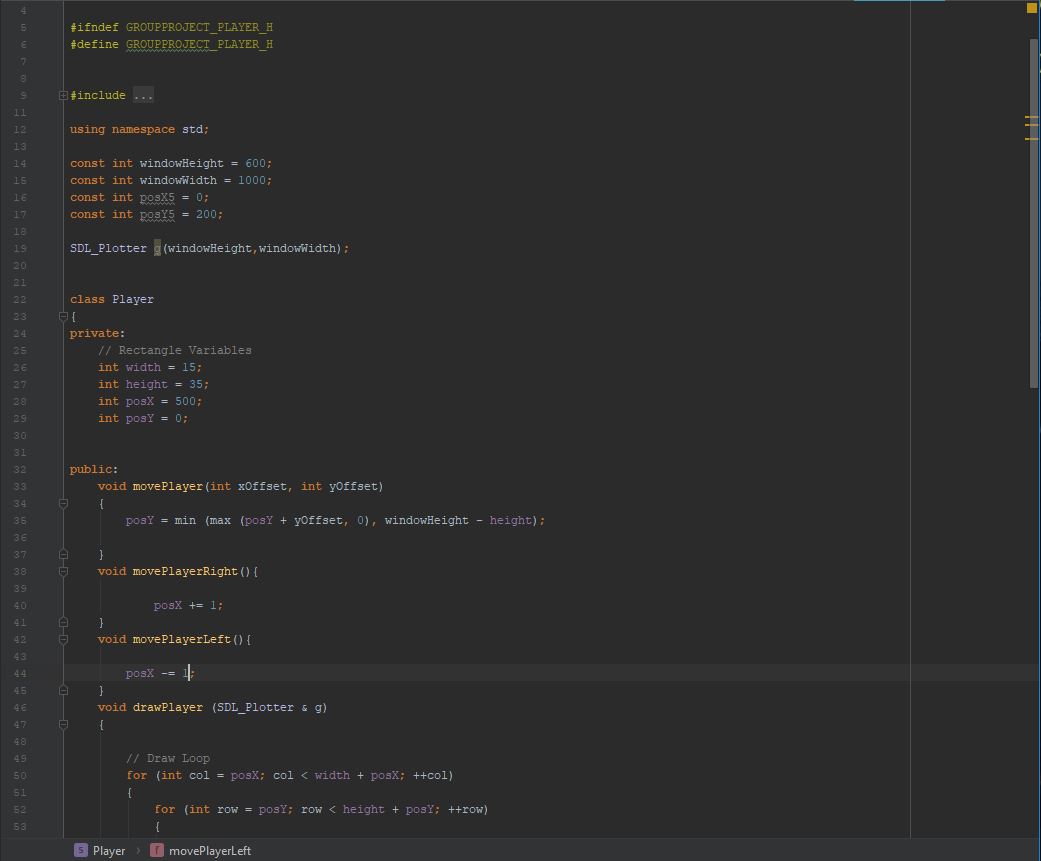 4
5 #ifndef GROUPPROJECT_PLAYER_H
6 #define GROUPPROJECT_PLAYER_H
7
8
9 #include ...
11
12 using namespace std;
13
14 const int windowHeight = 600;
15 const int windowWidth = 1000;
16 const int posX5 = 0;
17 const int posY5 = 200;
18
19 SDL_Plotter g(windowHeight,windowWidth);
20
21
22 class Player
23 {
24 private:
25     // Rectangle Variables
26     int width = 15;
27     int height = 35;
28     int posX = 500;
29     int posY = 0;
30
31
32 public:
33     void movePlayer(int xOffset, int yOffset)
34     {
35         posY = min (max (posY + yOffset, 0), windowHeight - height);
36
37     }
38     void movePlayerRight(){
39
40             posX += 1;
41     }
42     void movePlayerLeft(){
43
44         posX -= 1;
45     }
46     void drawPlayer (SDL_Plotter & g)
47     {
48
49         // Draw Loop
50         for (int col = posX; col < width + posX; ++col)
51         {
52             for (int row = posY; row < height + posY; ++row)
53             {
S Player > f movePlayerLeft